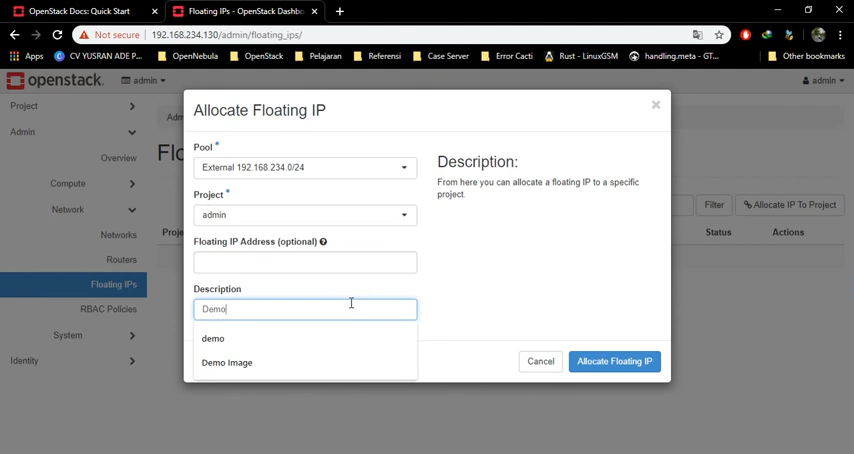 OpenStack Docs: Quick Start
Floating IPs - OpenStack Dashbo
Not secure | 192.168.234.130/admin/floating_ips/
Apps
CV YUSRAN ADE P...
OpenNebula
OpenStack
Pelajaran
Referensi
Case Server
Error Cacti
Rust - LinuxGSM
handling.meta - GT...
Other bookmarks
openstack.
admin
admin
Project
Admin
Overview
Compute
Network
Networks
Routers
Floating IPs
RBAC Policies
System
Identity
Adm
Flo
Filter
Allocate IP To Project
Proje
Status
Actions
Allocate Floating IP
Pool *
External 192.168.234.0/24
Project *
admin
Floating IP Address (optional)
Description
Demo
demo
Demo Image
Description:
From here you can allocate a floating IP to a specific
project.
Cancel
Allocate Floating IP